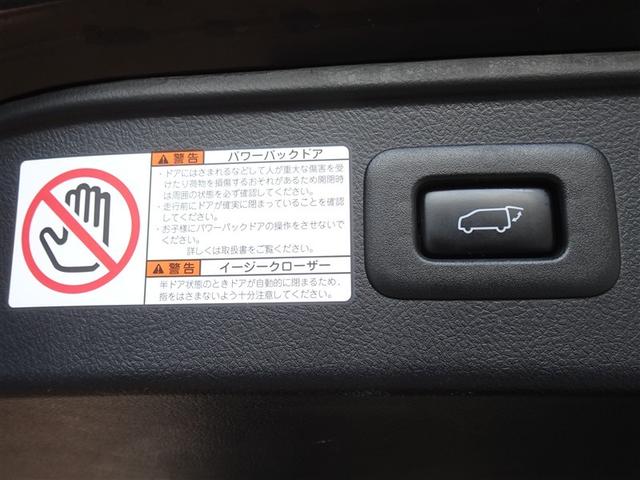 警告 パワーバックドア
・ドアにはさまれるなどして人が重大な傷害を受
けたり荷物を損傷するおそれがあるため開閉時
は周囲の状態を必ず確認してください。
・走行前にドアが確実に閉まっていることを確認
してください。
・お子様にパワーバックドアの操作をさせないで
ください。
詳しくは取扱書をご覧ください。
警告 イージークローザー
半ドア状態のときドアが自動的に閉まるため、
指をはさまないよう十分注意してください。